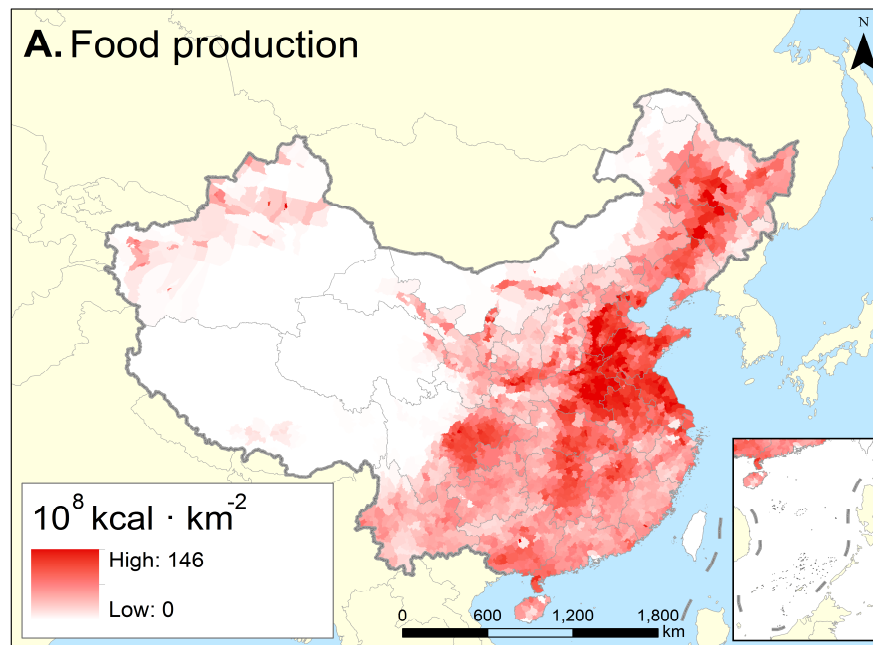 A. Food production
N
10⁸ kcal · km⁻²
High: 146
Low: 0
0 600 1,200 1,800
km